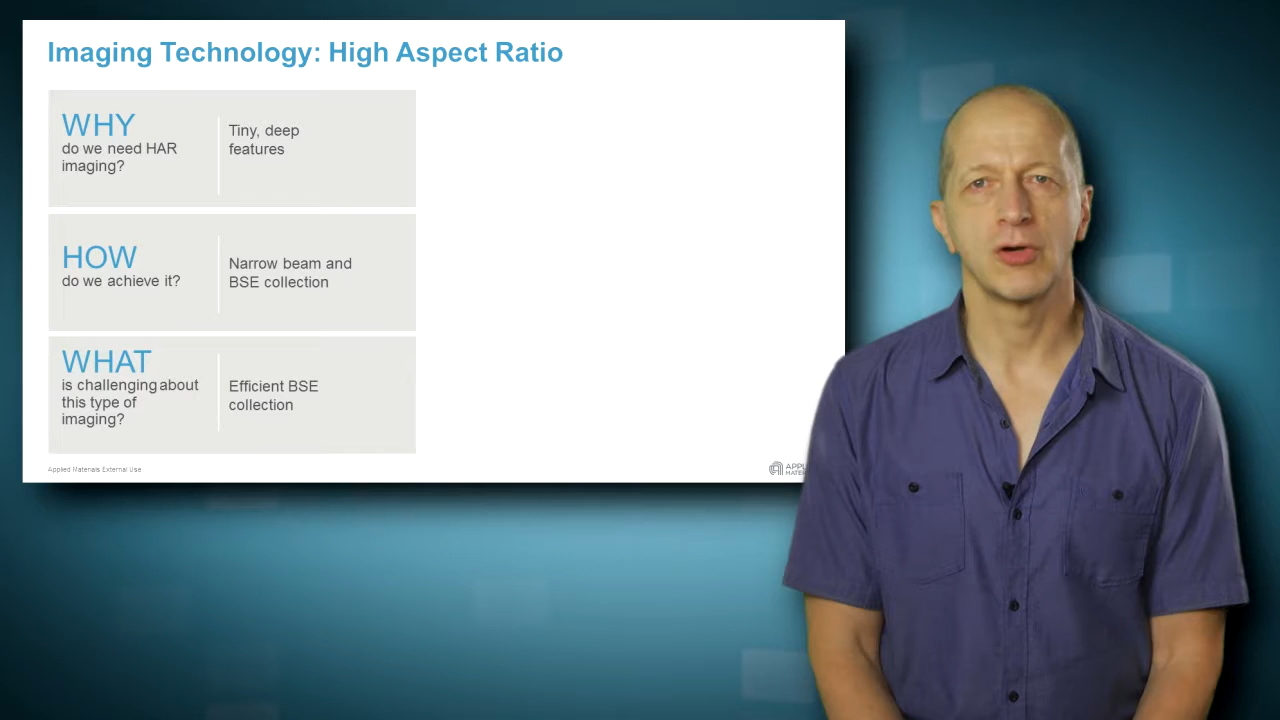 Imaging Technology: High Aspect Ratio
WHY
do we need HAR
imaging?
Tiny, deep
features
HOW
do we achieve it?
Narrow beam and
BSE collection
WHAT
is challenging about
this type of
imaging?
Efficient BSE
collection
Applied Materials External Use